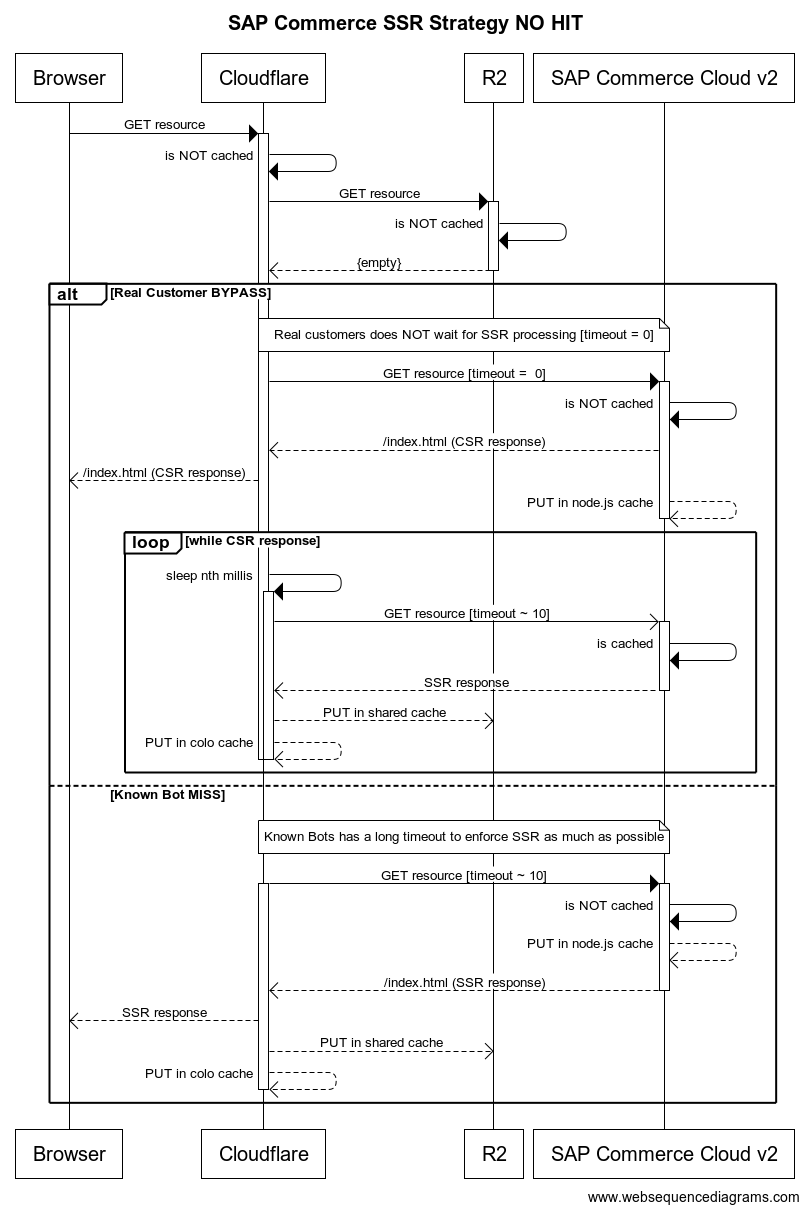 SAP Commerce SSR Strategy NO HIT
Browser
Cloudflare
R2
SAP Commerce Cloud v2
GET resource
is NOT cached
GET resource
is NOT cached
{empty}
alt
[Real Customer BYPASS]
Real customers does NOT wait for SSR processing [timeout = 0]
GET resource [timeout =  0]
is NOT cached
/index.html (CSR response)
/index.html (CSR response)
PUT in node.js cache
loop
[while CSR response]
sleep nth millis
GET resource [timeout ~ 10]
is cached
SSR response
PUT in shared cache
PUT in colo cache
[Known Bot MISS]
Known Bots has a long timeout to enforce SSR as much as possible
GET resource [timeout ~ 10]
is NOT cached
PUT in node.js cache
/index.html (SSR response)
SSR response
PUT in shared cache
PUT in colo cache
Browser
Cloudflare
R2
SAP Commerce Cloud v2
www.websequencediagrams.com